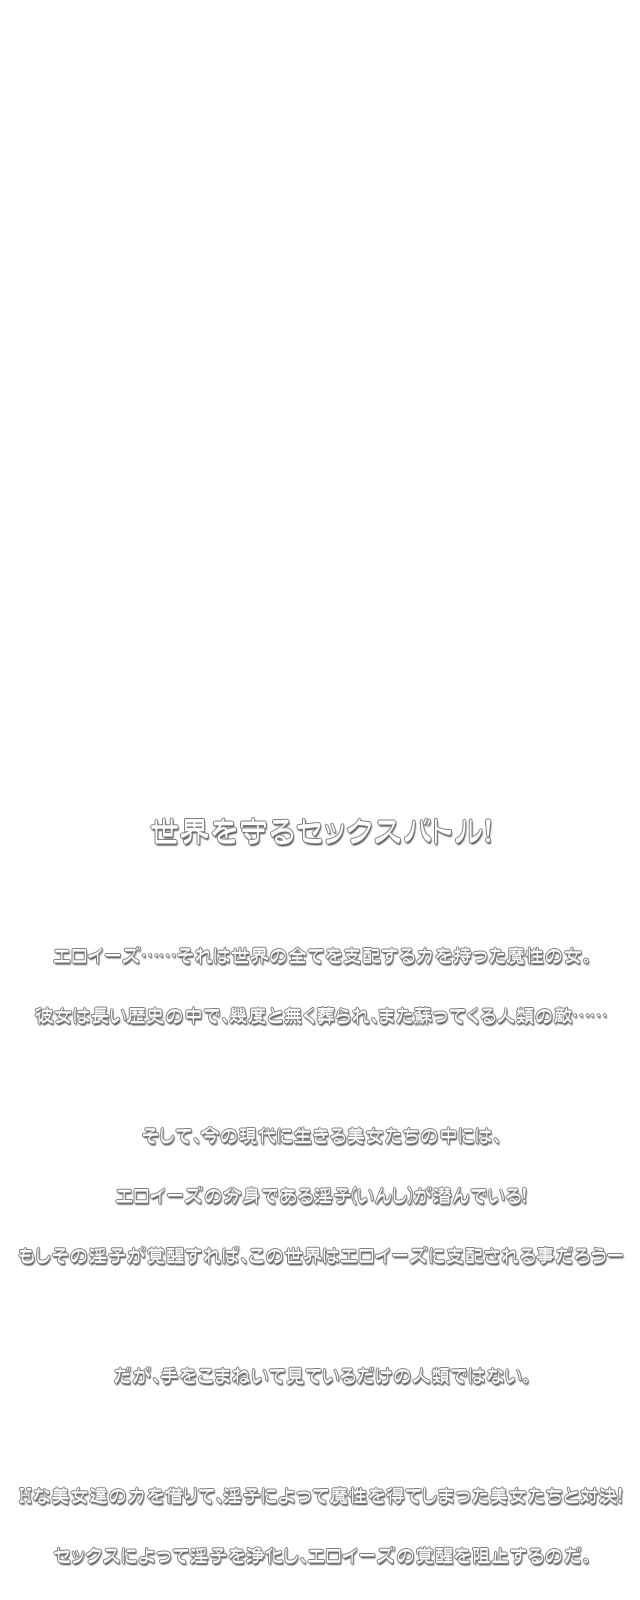 世界を守るセックスバトル!
エロイーズ……それは世界の全てを支配する力を持った魔性の女。
彼女は長い歴史の中で、幾度と無く葬られ、また蘇ってくる人類の敵……
そして、今の現代に生きる美女たちの中には、
エロイーズの分身である淫子(いんし)が潜んでいる!
もしその淫子が覚醒すれば、この世界はエロイーズに支配される事だろうー
だが、手をこまねいて見ているだけの人類ではない。
Hな美女達の力を借りて、淫子によって魔性を得てしまった美女たちと対決!
セックスによって淫子を浄化し、エロイーズの覚醒を阻止するのだ。